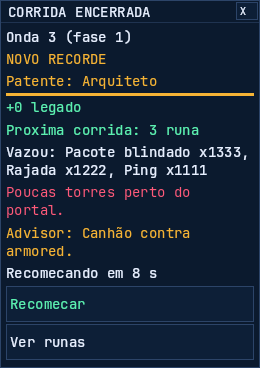 CORRIDA ENCERRADA X
Onda 3 (fase 1)
NOVO RECORDE
Patente: Arquiteto
+0 legado
Proxima corrida: 3 runa
Vazou: Pacote blindado x1333,
Rajada x1222, Ping x1111
Poucas torres perto do
portal.
Advisor: Canhão contra
armored.
Recomecando em 8 s
Recomecar
Ver runas